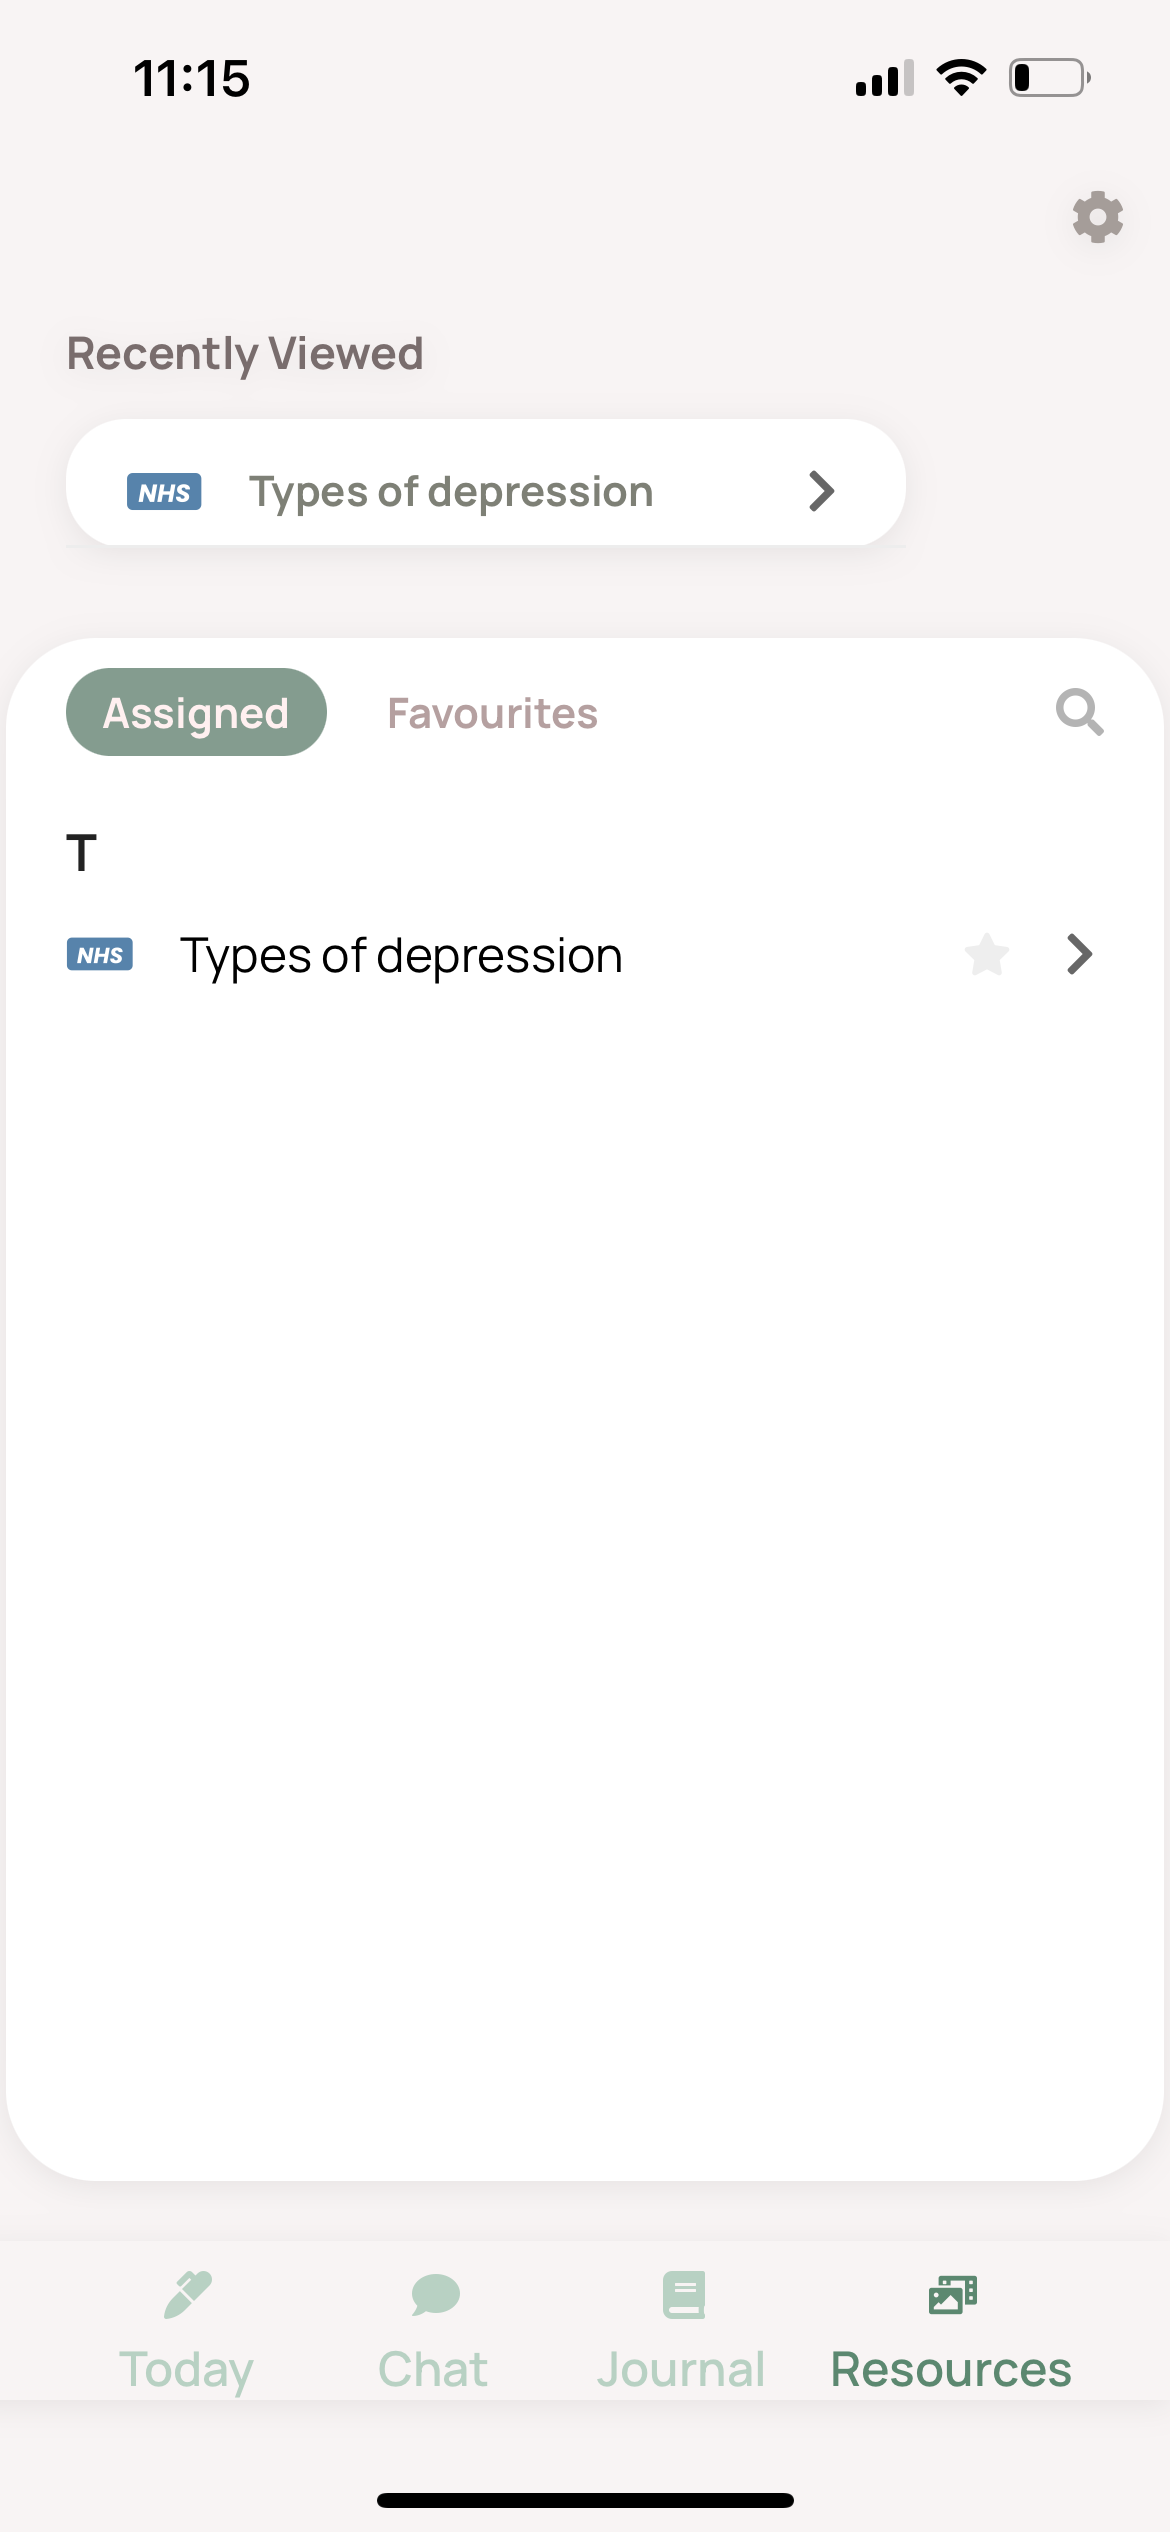 11:15
Recently Viewed
NHS Types of depression
Assigned Favourites
T
NHS Types of depression
Today Chat Journal Resources